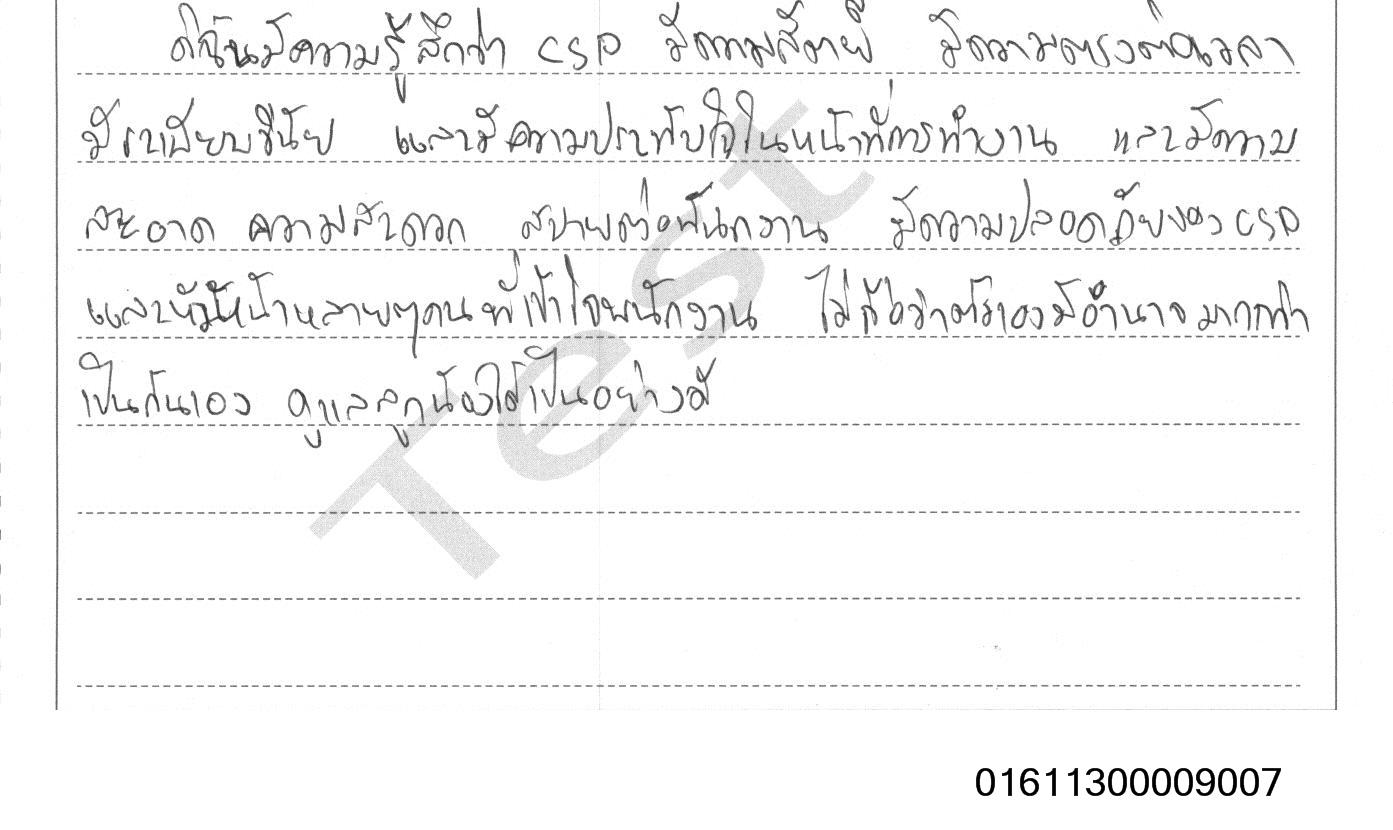 ดิฉันมีความรู้สึกว่า CSP มีความสัตย์ มีความตรงต่อเวลา
มีระเบียบวินัย และมีความประทับใจในหน้าที่การทำงาน และมีความ
สะอาด ความสะดวก สบายต่อพนักงาน มีความปลอดภัยของ CSP
และหัวหน้าหลายๆคนที่เข้าใจพนักงาน ไม่ถือว่าตัวเองมีอำนาจมากกว่า
เป็นกันเอง ดูแลลูกน้องได้เป็นอย่างดี
Test
01611300009007